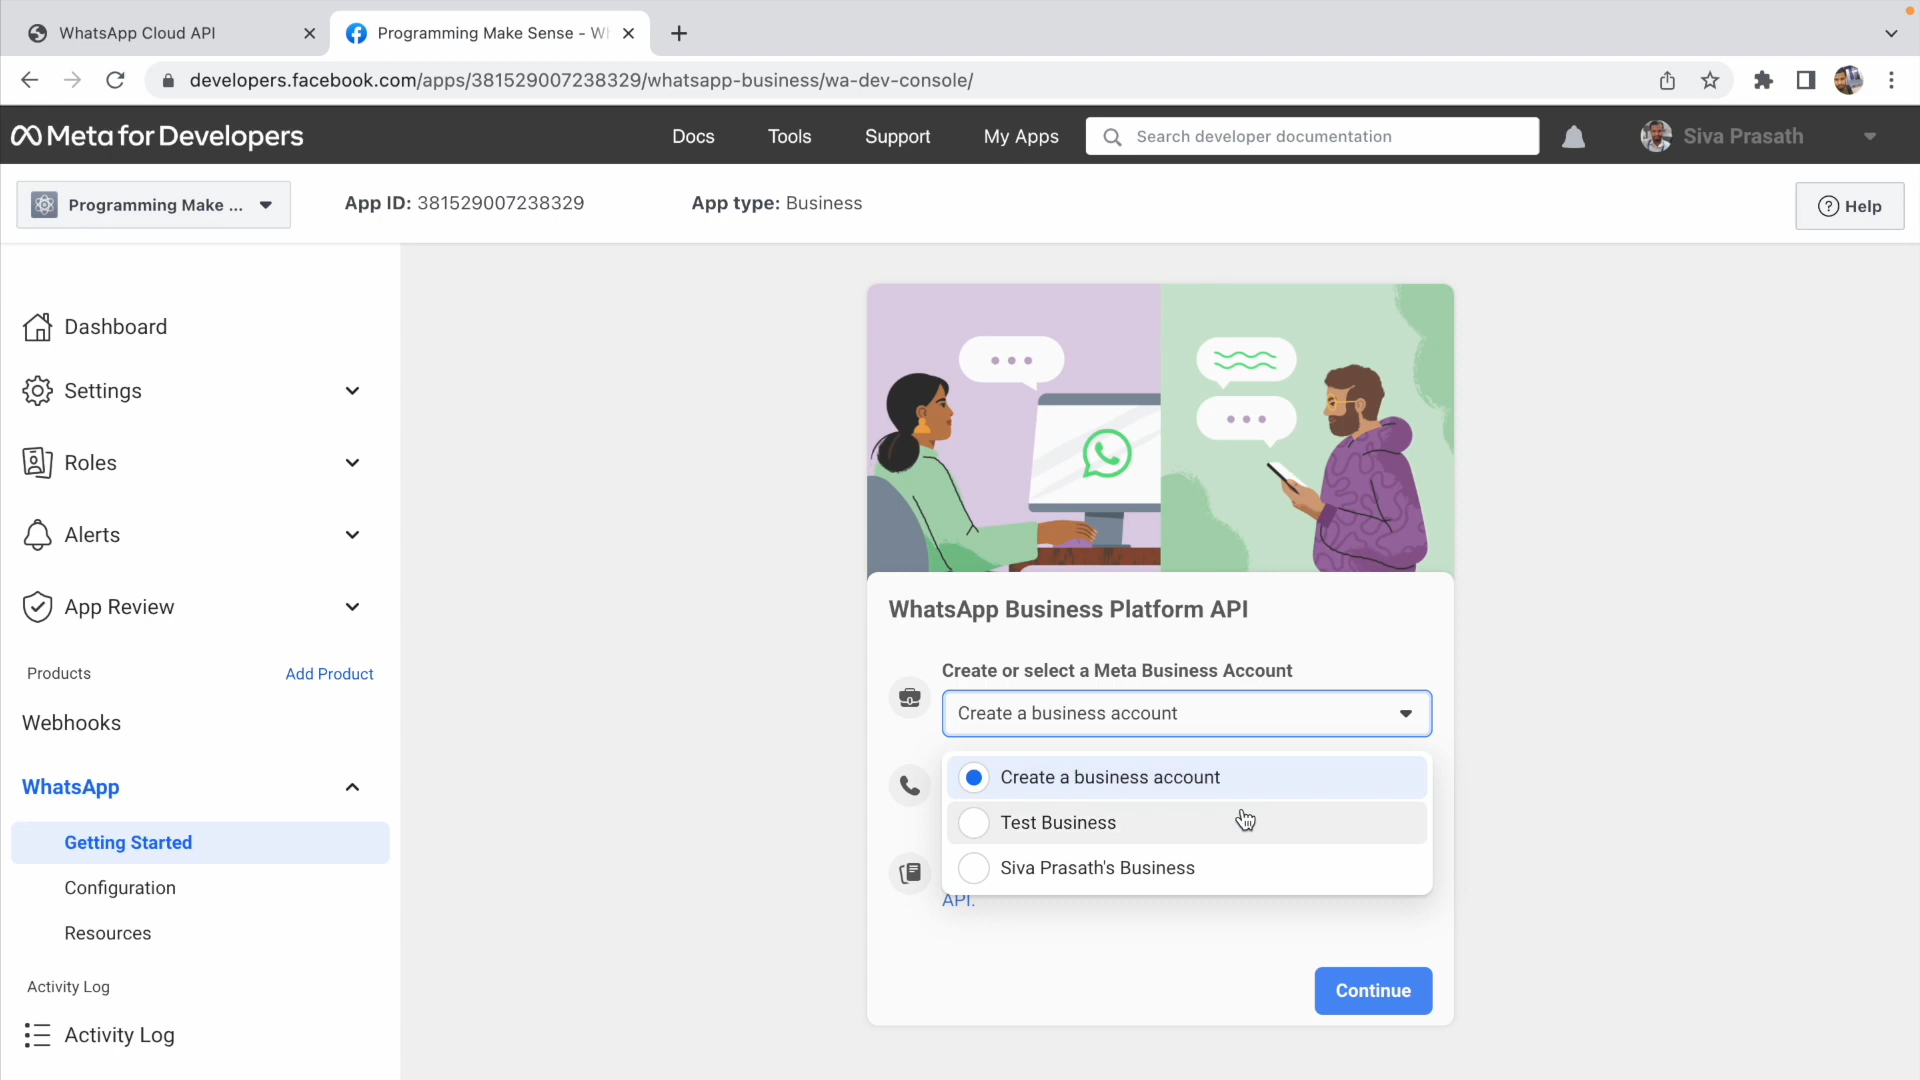 WhatsApp Cloud API
Programming Make Sense - W
developers.facebook.com/apps/381529007238329/whatsapp-business/wa-dev-console/
Meta for Developers
Docs
Tools
Support
My Apps
Search developer documentation
Siva Prasath
Programming Make ...
App ID: 381529007238329
App type: Business
Help
Dashboard
Settings
Roles
Alerts
App Review
Products
Add Product
Webhooks
WhatsApp
Getting Started
Configuration
Resources
Activity Log
Activity Log
WhatsApp Business Platform API
Create or select a Meta Business Account
Create a business account
Create a business account
Test Business
Siva Prasath's Business
API.
Continue